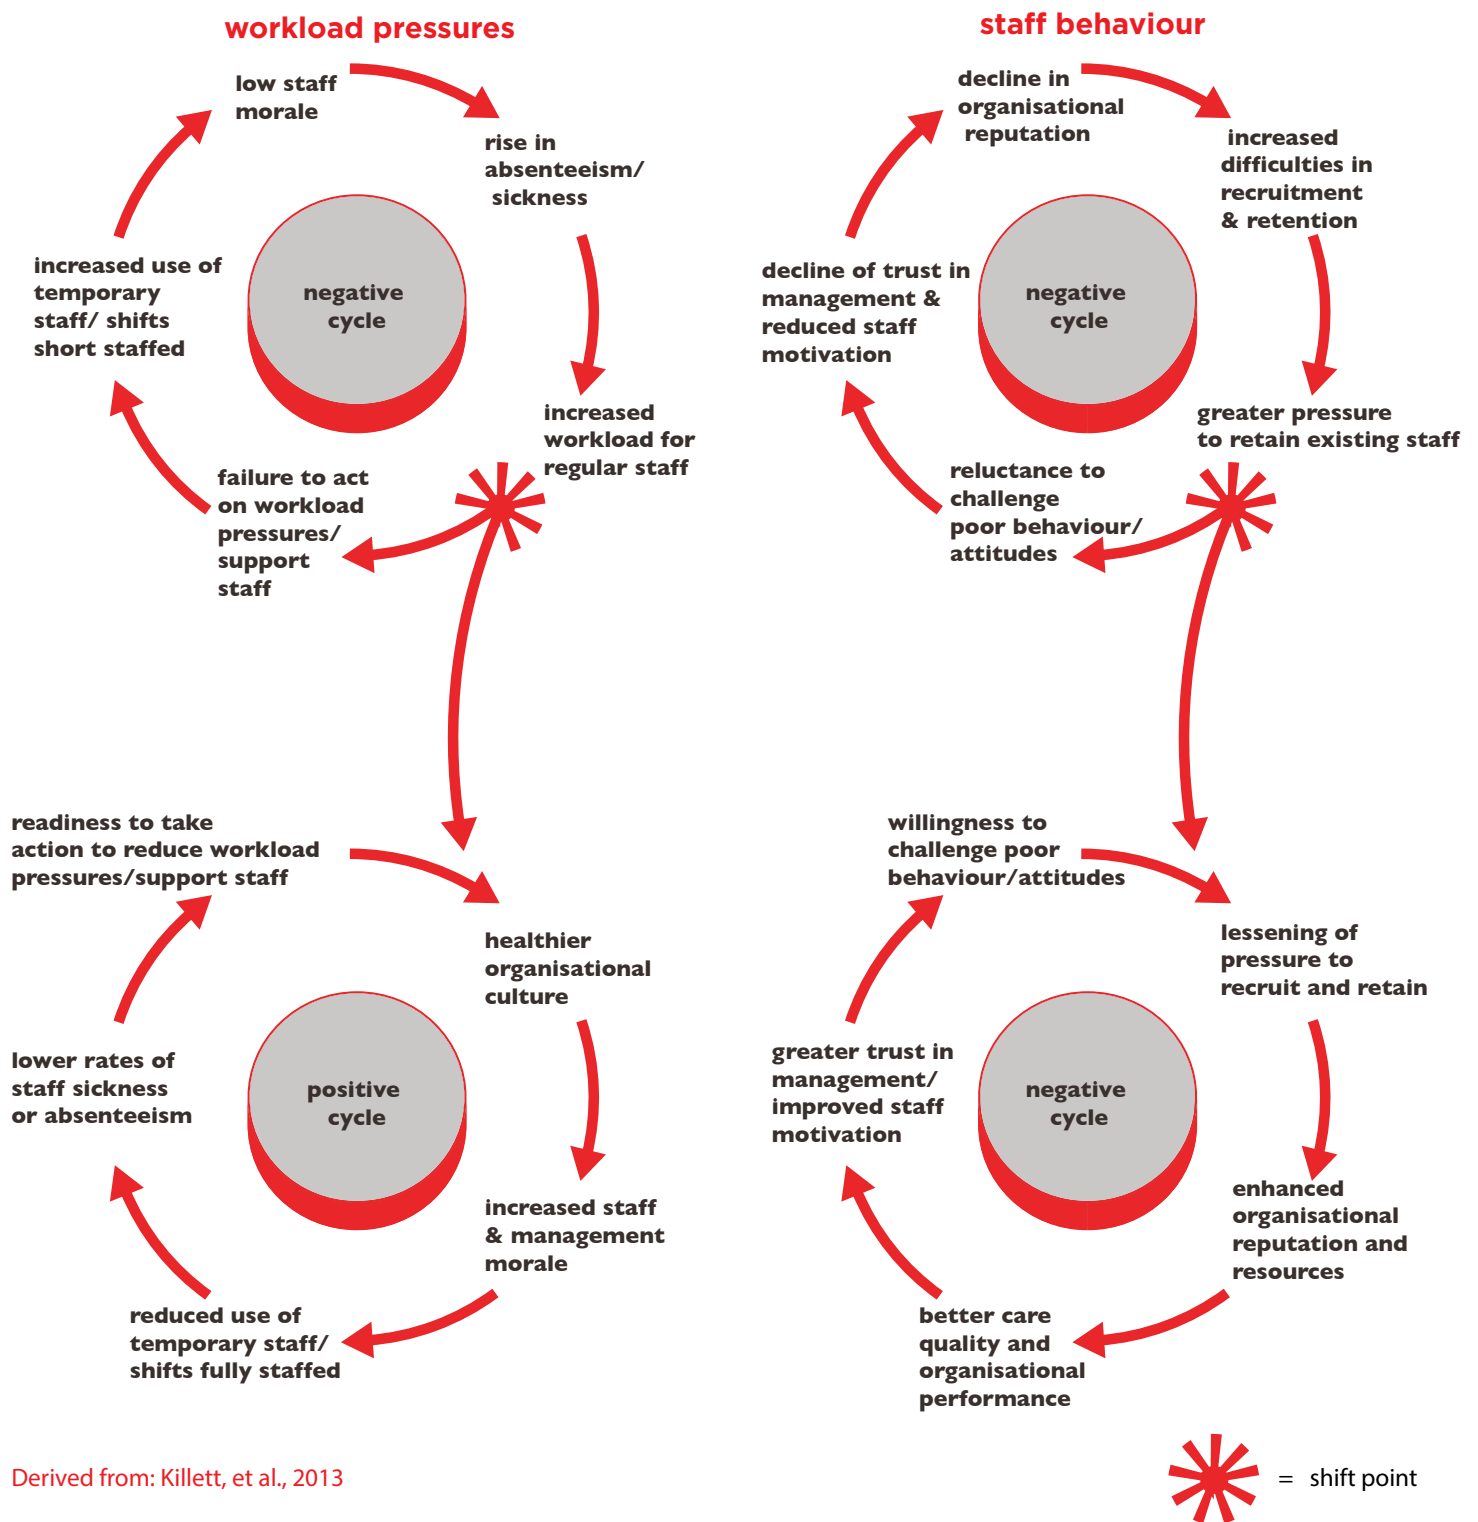 workload pressures
low staff
morale
rise in
absenteeism/
sickness
increased
workload for
regular staff
failure to act
on workload
pressures/
support
staff
increased use of
temporary
staff/ shifts
short staffed
negative
cycle
staff behaviour
decline in
organisational
reputation
increased
difficulties in
recruitment
& retention
greater pressure
to retain existing staff
reluctance to
challenge
poor behaviour/
attitudes
decline of trust in
management &
reduced staff
motivation
negative
cycle
readiness to take
action to reduce workload
pressures/support staff
healthier
organisational
culture
increased staff
& management
morale
reduced use of
temporary staff/
shifts fully staffed
lower rates of
staff sickness
or absenteeism
positive
cycle
willingness to
challenge poor
behaviour/attitudes
lessening of
pressure to
recruit and retain
enhanced
organisational
reputation and
resources
better care
quality and
organisational
performance
greater trust in
management/
improved staff
motivation
negative
cycle
Derived from: Killett, et al., 2013
= shift point